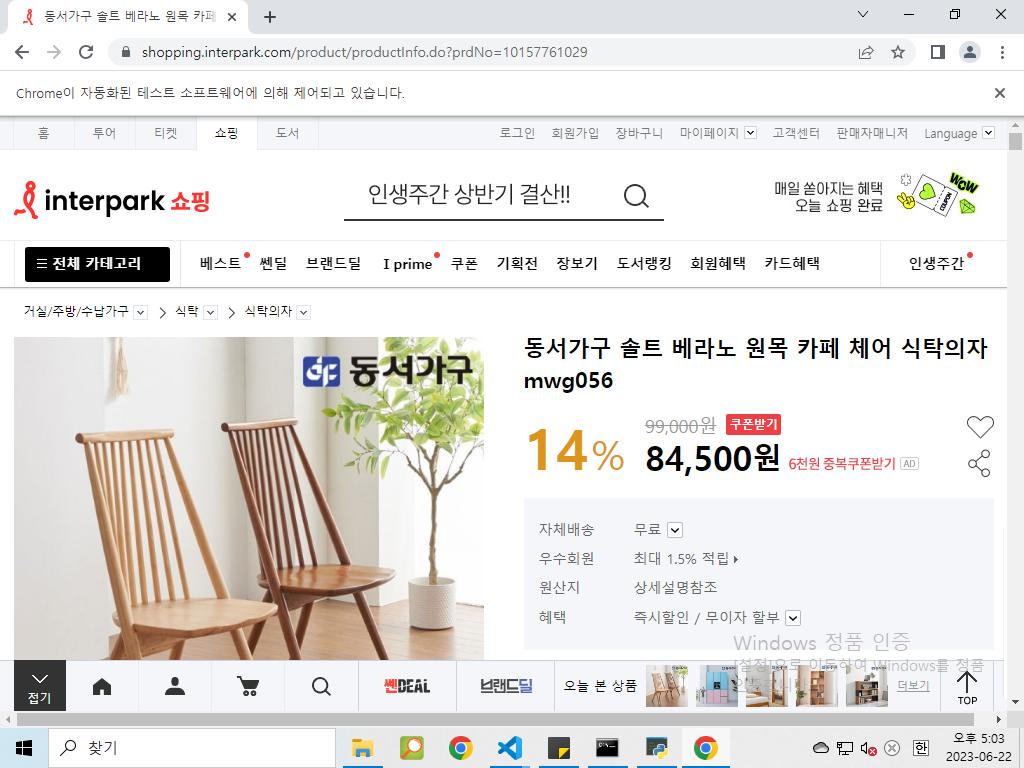 동서가구 솔트 베라노 원목 카페
shopping.interpark.com/product/productInfo.do?prdNo=10157761029
Chrome이 자동화된 테스트 소프트웨어에 의해 제어되고 있습니다.
홈 투어 티켓 쇼핑 도서 로그인 회원가입 장바구니 마이페이지 고객센터 판매자매니저 Language
interpark 쇼핑 인생주간 상반기 결산!!
매일 쏟아지는 혜택
오늘 쇼핑 완료
WOW
COUPON
전체 카테고리 베스트 쎈딜 브랜드딜 I prime 쿠폰 기획전 장보기 도서랭킹 회원혜택 카드혜택 인생주간
거실/주방/수납가구 식탁 식탁의자
동서가구
동서가구 솔트 베라노 원목 카페 체어 식탁의자
mwg056
99,000원 쿠폰받기
14% 84,500원 6천원 중복쿠폰받기 AD
자체배송 무료
우수회원 최대 1.5% 적립
원산지 상세설명참조
혜택 즉시할인 / 무이자 할부
Windows 정품 인증
[설정]으로 이동하여 Windows를 정품
접기 쎈DEAL 브랜드딜 오늘 본 상품 더보기 TOP
찾기
한
오후 5:03
2023-06-22